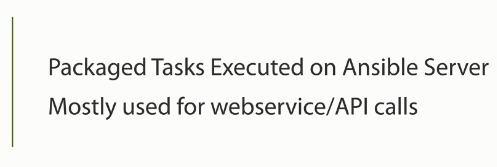 Packaged Tasks Executed on Ansible Server
Mostly used for webservice/API calls